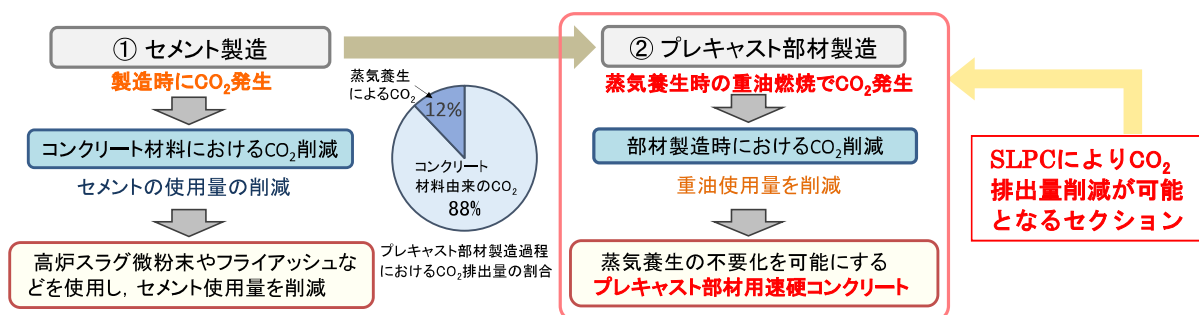 ① セメント製造
製造時にCO₂発生
コンクリート材料におけるCO₂削減
セメントの使用量の削減
高炉スラグ微粉末やフライアッシュな
どを使用し，セメント使用量を削減
蒸気養生
によるCO₂
12%
コンクリート
材料由来のCO₂
88%
プレキャスト部材製造過程
におけるCO₂排出量の割合
② プレキャスト部材製造
蒸気養生時の重油燃焼でCO₂発生
部材製造時におけるCO₂削減
重油使用量を削減
蒸気養生の不要化を可能にする
プレキャスト部材用速硬コンクリート
SLPCによりCO₂
排出量削減が可能
となるセクション